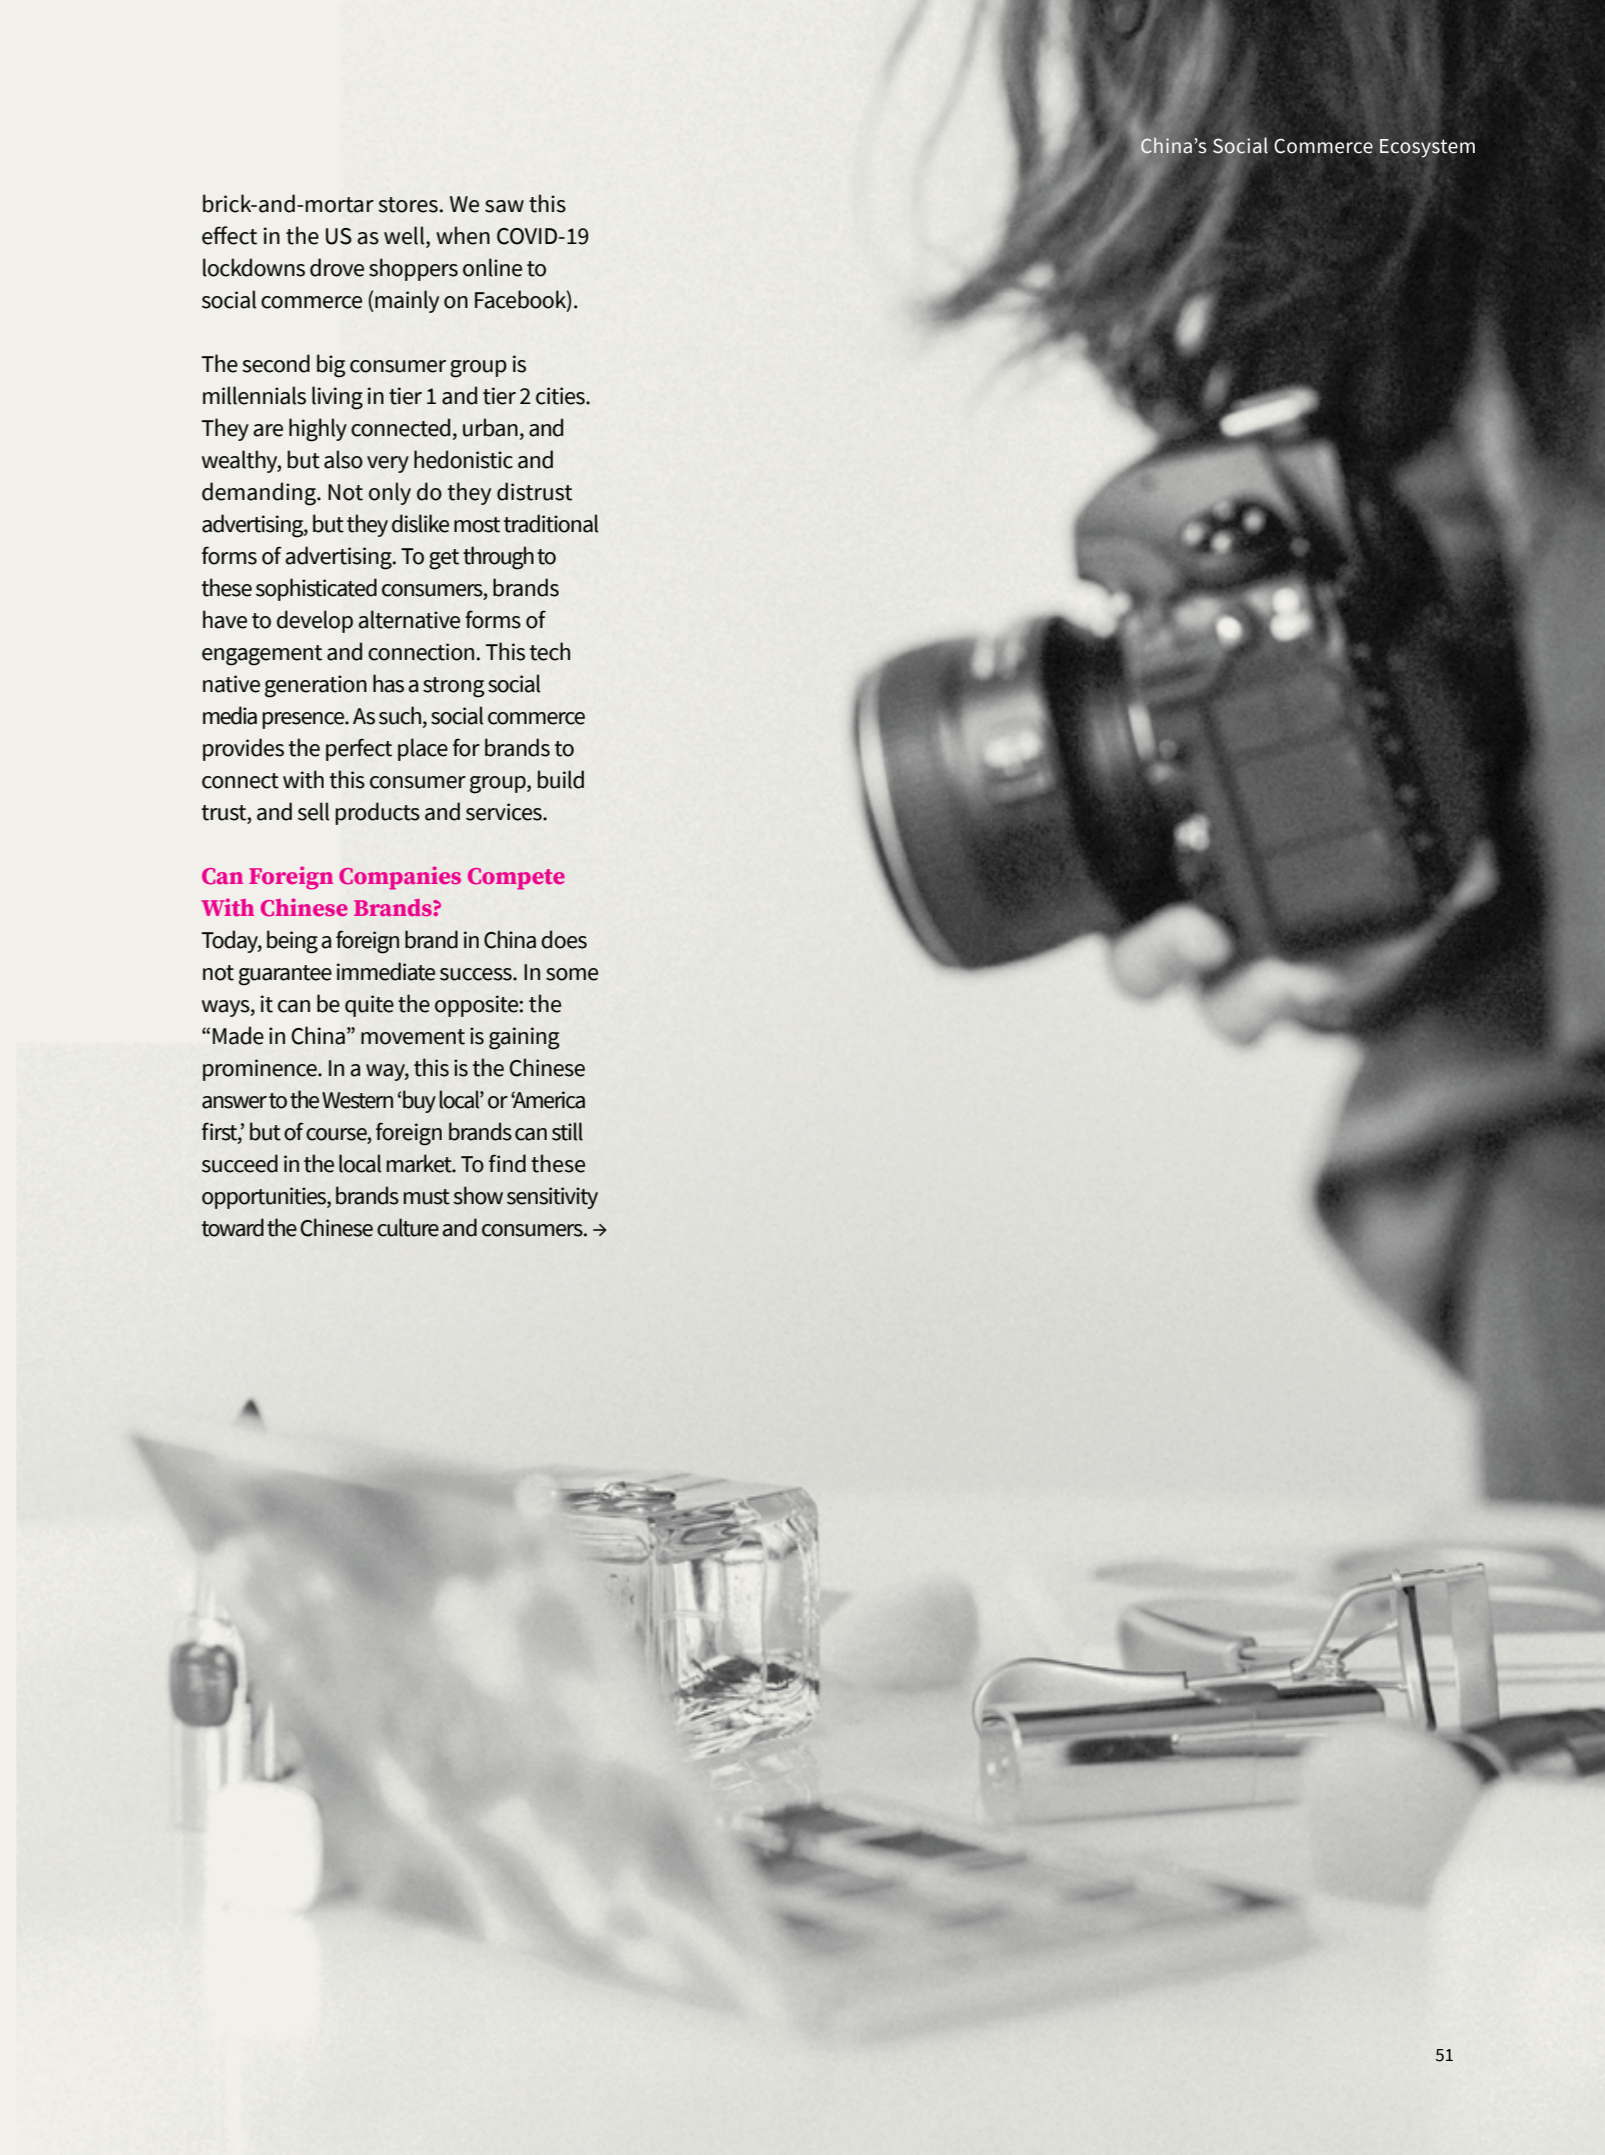 China's Social Commerce Ecosystem
brick-and-mortar stores. We saw this
effect in the US as well, when COVID-19
lockdowns drove shoppers online to
social commerce (mainly on Facebook).
The second big consumer group is
millennials living in tier 1 and tier 2 cities.
They are highly connected, urban, and
wealthy, but also very hedonistic and
demanding. Not only do they distrust
advertising, but they dislike most traditional
forms of advertising. To get through to
these sophisticated consumers, brands
have to develop alternative forms of
engagement and connection. This tech
native generation has a strong social
media presence. As such, social commerce
provides the perfect place for brands to
connect with this consumer group, build
trust, and sell products and services.
Can Foreign Companies Compete
With Chinese Brands?
Today, being a foreign brand in China does
not guarantee immediate success. In some
ways, it can be quite the opposite: the
“Made in China” movement is gaining
prominence. In a way, this is the Chinese
answer to the Western ‘buy local’ or ‘America
first,’ but of course, foreign brands can still
succeed in the local market. To find these
opportunities, brands must show sensitivity
toward the Chinese culture and consumers. →
51